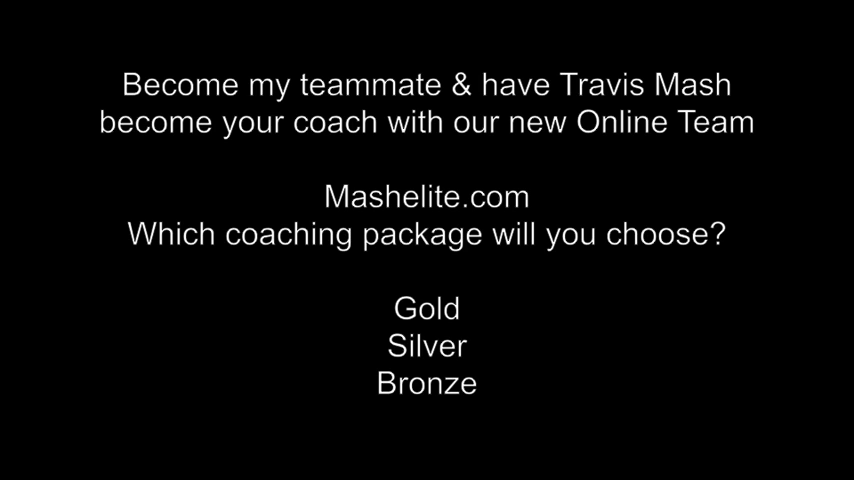 Become my teammate & have Travis Mash
become your coach with our new Online Team
Mashelite.com
Which coaching package will you choose?
Gold
Silver
Bronze